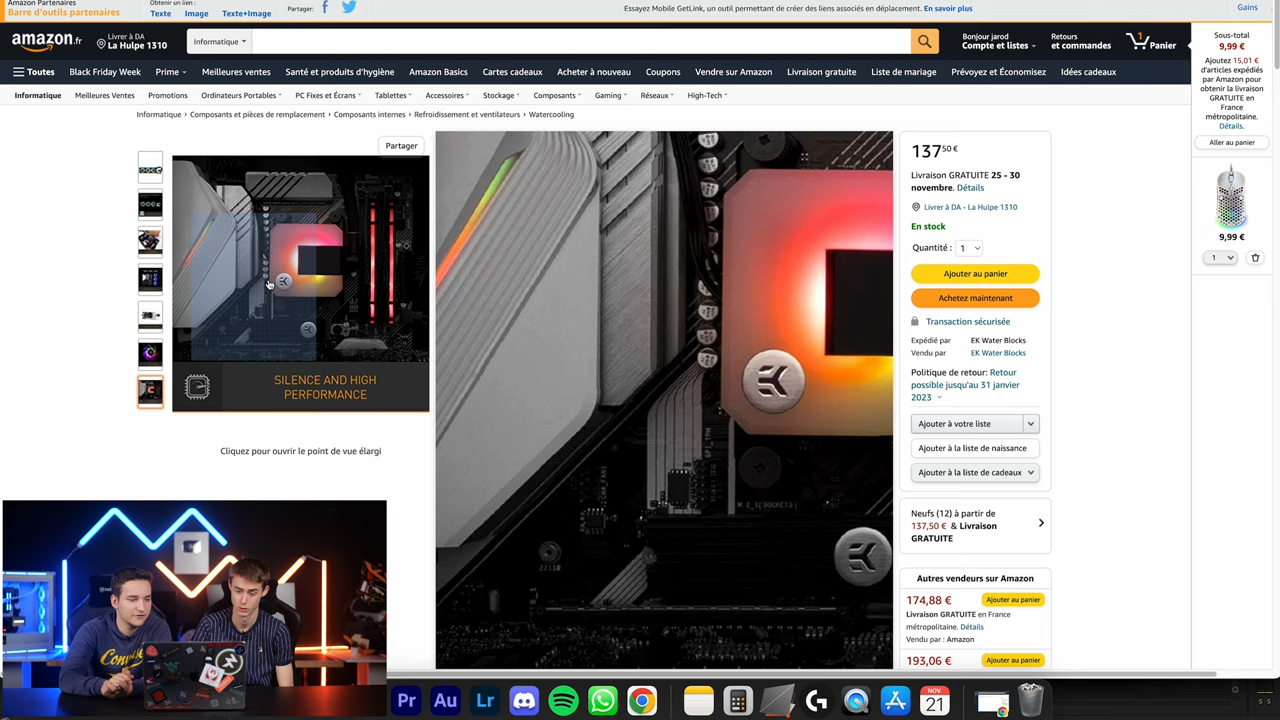 Amazon Partenaires
Barre d'outils partenaires
Obtenir un lien :
Texte Image Texte+Image
Partager:
Essayez Mobile GetLink, un outil permettant de créer des liens associés en déplacement. En savoir plus
Gains
amazon.fr
Livrer à DA
La Hulpe 1310
Informatique
Bonjour jarod
Compte et listes
Retours
et commandes
1
Panier
Toutes Black Friday Week Prime Meilleures ventes Santé et produits d'hygiène Amazon Basics Cartes cadeaux Acheter à nouveau Coupons Vendre sur Amazon Livraison gratuite Liste de mariage Prévoyez et Économisez Idées cadeaux
Informatique Meilleures Ventes Promotions Ordinateurs Portables PC Fixes et Écrans Tablettes Accessoires Stockage Composants Gaming Réseaux High-Tech
Informatique › Composants et pièces de remplacement › Composants internes › Refroidissement et ventilateurs › Watercooling
Partager
SILENCE AND HIGH
PERFORMANCE
Cliquez pour ouvrir le point de vue élargi
22110
137,50 €
Livraison GRATUITE 25 - 30
novembre. Détails
Livrer à DA - La Hulpe 1310
En stock
Quantité : 1
Ajouter au panier
Achetez maintenant
Transaction sécurisée
Expédié par EK Water Blocks
Vendu par EK Water Blocks
Politique de retour: Retour
possible jusqu'au 31 janvier
2023
Ajouter à votre liste
Ajouter à la liste de naissance
Ajouter à la liste de cadeaux
Neufs (12) à partir de
137,50 € & Livraison
GRATUITE
Autres vendeurs sur Amazon
174,88 € Ajouter au panier
Livraison GRATUITE en France
métropolitaine. Détails
Vendu par : Amazon
193,06 € Ajouter au panier
Sous-total
9,99 €
Ajoutez 15,01 €
d'articles expédiés
par Amazon pour
obtenir la livraison
GRATUITE en
France
métropolitaine.
Détails.
Aller au panier
9,99 €
1
Pr Au Lr
NOV.
21